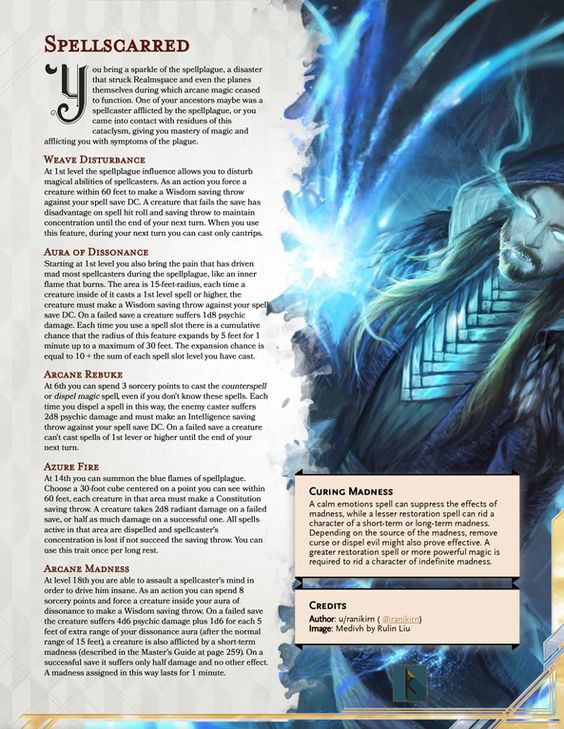 Spellscarred
You bring a sparkle of the spellplague, a disaster
that struck Realmspace and even the planes
themselves during which arcane magic ceased
to function. One of your ancestors maybe was a
spellcaster afflicted by the spellplague, or you
came into contact with residues of this
cataclysm, giving you mastery of magic and
afflicting you with symptoms of the plague.
Weave Disturbance
At 1st level the spellplague influence allows you to disturb
magical abilities of spellcasters. As an action you force a
creature within 60 feet to make a Wisdom saving throw
against your spell save DC. A creature that fails the save has
disadvantage on spell hit roll and saving throw to maintain
concentration until the end of your next turn. When you use
this feature, during your next turn you can cast only cantrips.
Aura of Dissonance
Starting at 1st level you also bring the pain that has driven
mad most spellcasters during the spellplague, like an inner
flame that burns. The area is 15-feet-radius, each time a
creature inside of it casts a 1st level spell or higher, the
creature must make a Wisdom saving throw against your spell
save DC. On a failed save a creature suffers 1d8 psychic
damage. Each time you use a spell slot there is a cumulative
chance that the radius of this feature expands by 5 feet for 1
minute up to a maximum of 30 feet. The expansion chance is
equal to 10 + the sum of each spell slot level you have cast.
Arcane Rebuke
At 6th you can spend 3 sorcery points to cast the counterspell
or dispel magic spell, even if you don't know these spells. Each
time you dispel a spell in this way, the enemy caster suffers
2d8 psychic damage and must make an Intelligence saving
throw against your spell save DC. On a failed save a creature
can't cast spells of 1st lever or higher until the end of your
next turn.
Azure Fire
At 14th you can summon the blue flames of spellplague.
Choose a 30-foot cube centered on a point you can see within
60 feet, each creature in that area must make a Constitution
saving throw. A creature takes 2d8 radiant damage on a failed
save, or half as much damage on a successful one. All spells
active in that area are dispelled and spellcaster's
concentration is lost if not succeed the saving throw. You can
use this trait once per long rest.
Arcane Madness
At level 18th you are able to assault a spellcaster's mind in
order to drive him insane. As an action you can spend 8
sorcery points and force a creature inside your aura of
dissonance to make a Wisdom saving throw. On a failed save
the creature suffers 4d6 psychic damage plus 1d6 for each 5
feet of extra range of your dissonance aura (after the normal
range of 15 feet). a creature is also afflicted by a short-term
madness (described in the Master's Guide at page 259). On a
successful save it suffers only half damage and no other effect.
A madness assigned in this way lasts for 1 minute.
Curing Madness
A calm emotions spell can suppress the effects of
madness, while a lesser restoration spell can rid a
character of a short-term or long-term madness.
Depending on the source of the madness, remove
curse or dispel evil might also prove effective. A
greater restoration spell or more powerful magic is
required to rid a character of indefinite madness.
Credits
Author: u/ranikirn ( @ranikirn)
Image: Medivh by Rulin Liu